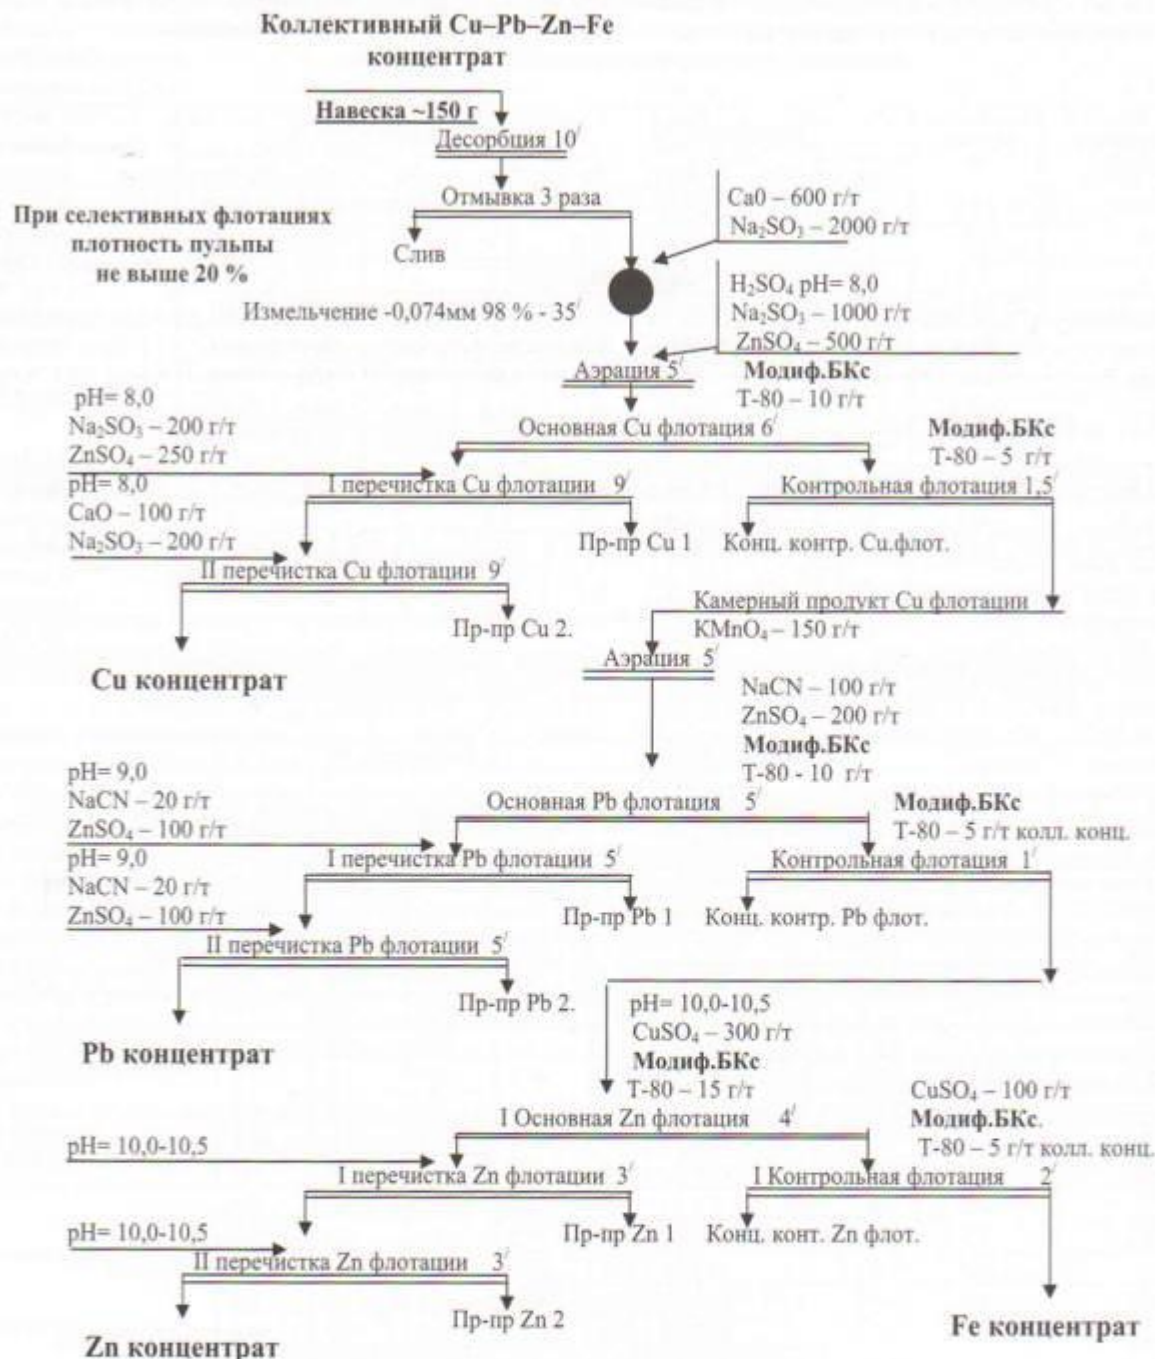 Коллективный Cu–Pb–Zn–Fe
концентрат
Навеска ~150 г
Десорбция 10/
Отмывка 3 раза
Слив
При селективных флотациях
плотность пульпы
не выше 20 %
Ca0 – 600 г/т
Na₂SO₃ – 2000 г/т
Измельчение -0,074мм 98 % - 35/
H₂SO₄ pH= 8,0
Na₂SO₃ – 1000 г/т
ZnSO₄ – 500 г/т
Аэрация 5/
Модиф.БКс
Т-80 – 10 г/т
pH= 8,0
Na₂SO₃ – 200 г/т
ZnSO₄ – 250 г/т
Основная Cu флотация 6/
Модиф.БКс
Т-80 – 5 г/т
pH= 8,0
CaO – 100 г/т
Na₂SO₃ – 200 г/т
I перечистка Cu флотации 9/
Контрольная флотация 1,5/
Пр-пр Cu 1
Конц. контр. Cu.флот.
II перечистка Cu флотации 9/
Пр-пр Cu 2.
Камерный продукт Cu флотации
KMnO₄ – 150 г/т
Аэрация 5/
Cu концентрат
NaCN – 100 г/т
ZnSO₄ – 200 г/т
Модиф.БКс
Т-80 - 10 г/т
pH= 9,0
NaCN – 20 г/т
ZnSO₄ – 100 г/т
Основная Pb флотация 5/
Модиф.БКс
Т-80 – 5 г/т колл. конц.
pH= 9,0
NaCN – 20 г/т
ZnSO₄ – 100 г/т
I перечистка Pb флотации 5/
Контрольная флотация 1/
Пр-пр Pb 1
Конц. контр. Pb флот.
II перечистка Pb флотации 5/
Пр-пр Pb 2.
Pb концентрат
pH= 10,0-10,5
CuSO₄ – 300 г/т
Модиф.БКс
Т-80 – 15 г/т
CuSO₄ – 100 г/т
Модиф.БКс.
Т-80 – 5 г/т колл. конц.
I Основная Zn флотация 4/
pH= 10,0-10,5
I перечистка Zn флотации 3/
I Контрольная флотация 2/
Пр-пр Zn 1
Конц. конт. Zn флот.
pH= 10,0-10,5
II перечистка Zn флотации 3/
Пр-пр Zn 2
Zn концентрат
Fe концентрат